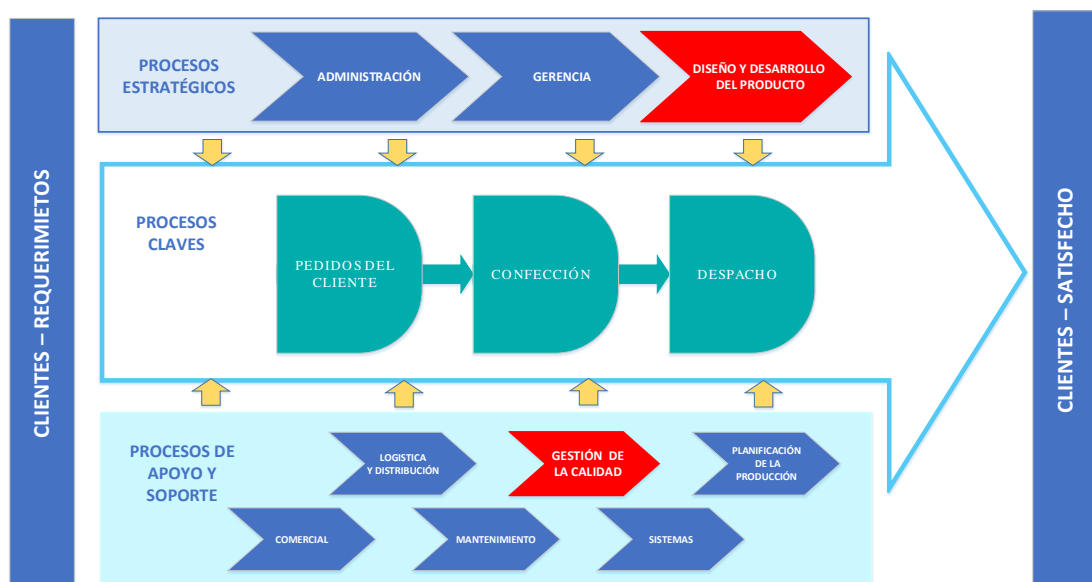 CLIENTES – REQUERIMIETOS
PROCESOS
ESTRATÉGICOS
ADMINISTRACIÓN
GERENCIA
DISEÑO Y DESARROLLO
DEL PRODUCTO
PROCESOS
CLAVES
PEDIDOS DEL
CLIENTE
CONFECCIÓN
DESPACHO
PROCESOS DE
APOYO Y
SOPORTE
LOGISTICA
Y DISTRIBUCIÓN
GESTIÓN DE
LA CALIDAD
PLANIFICACIÓN
DE LA
PRODUCCIÓN
COMERCIAL
MANTENIMIENTO
SISTEMAS
CLIENTES – SATISFECHO